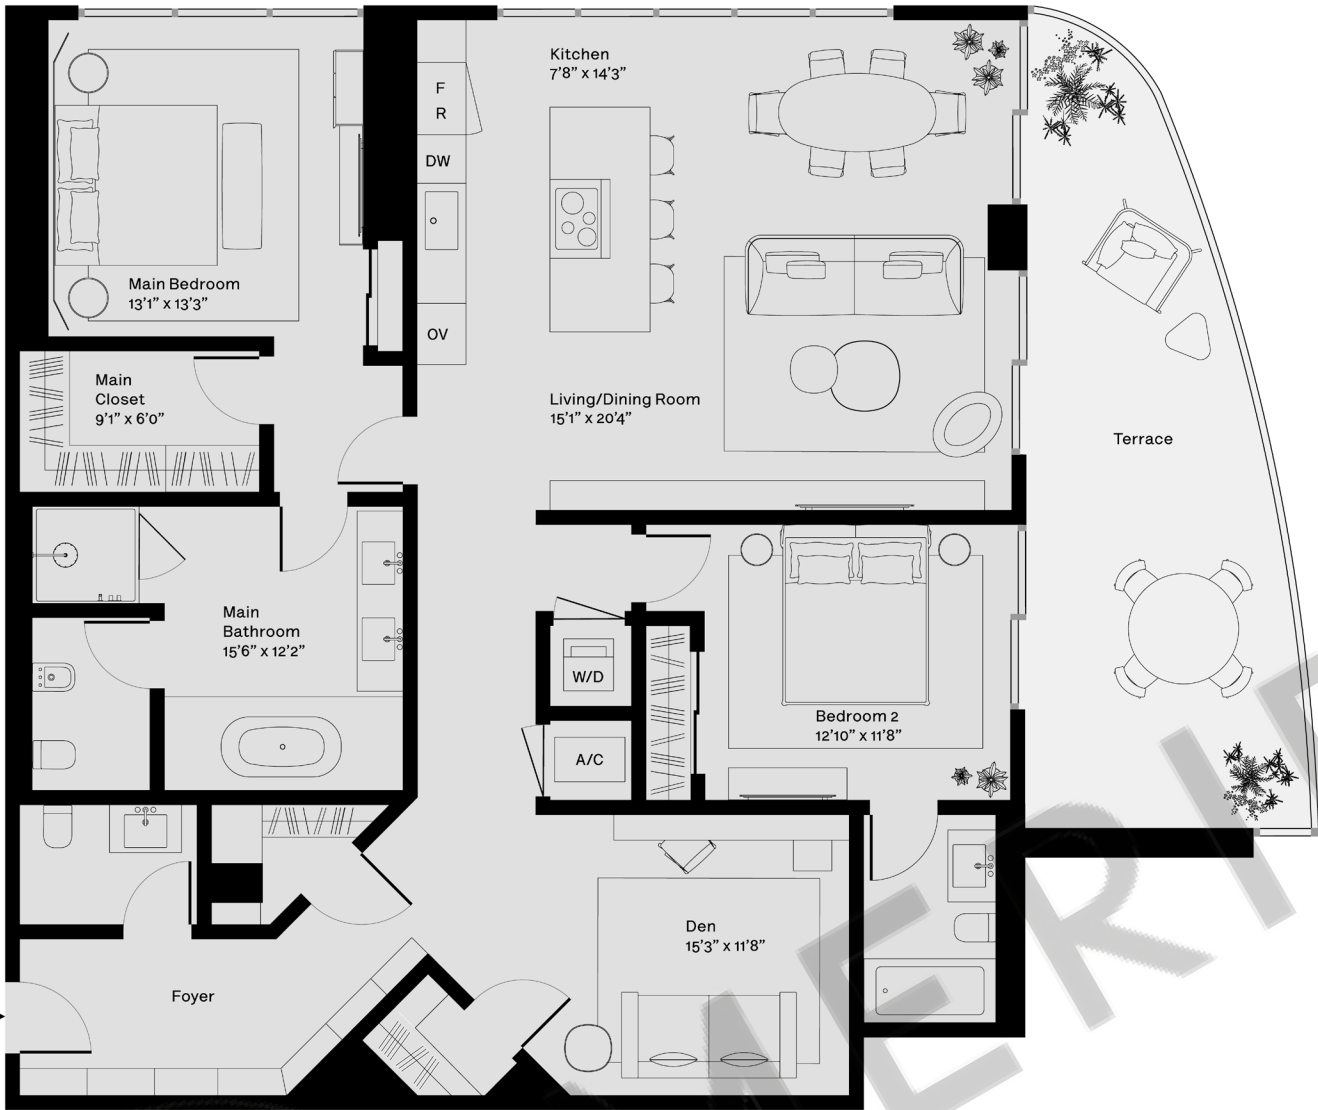 Kitchen
7'8" x 14'3"
F
R
DW
OV
Main Bedroom
13'1" x 13'3"
Main
Closet
9'1" x 6'0"
Living/Dining Room
15'1" x 20'4"
Terrace
Main
Bathroom
15'6" x 12'2"
W/D
A/C
Bedroom 2
12'10" x 11'8"
Den
15'3" x 11'8"
Foyer
MERI